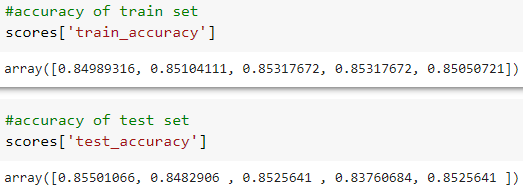 #accuracy of train set
scores['train_accuracy']
array([0.84989316, 0.85104111, 0.85317672, 0.85317672, 0.85050721])
#accuracy of test set
scores['test_accuracy']
array([0.85501066, 0.8482906 , 0.8525641 , 0.83760684, 0.8525641 ])